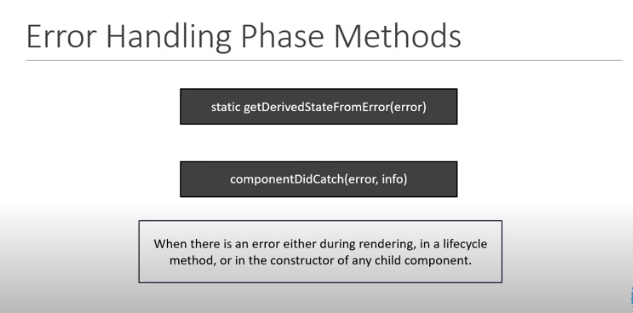 Error Handling Phase Methods
static getDerivedStateFromError(error)
componentDidCatch(error, info)
When there is an error either during rendering, in a lifecycle
method, or in the constructor of any child component.